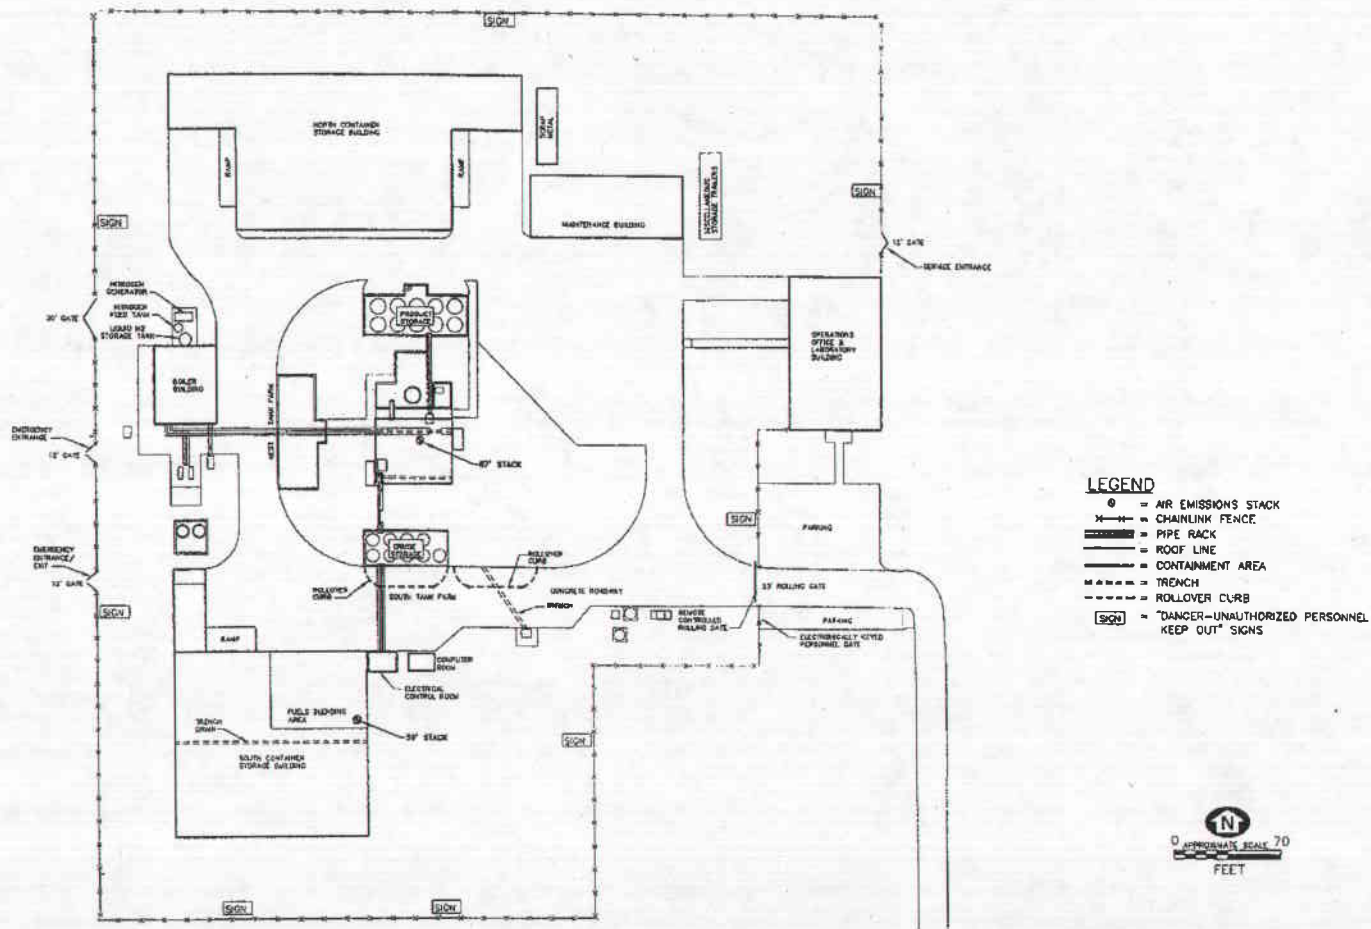 SIGN
NORTH CONTAINER
STORAGE BUILDING
SCRAP
METAL
RAMP
RAMP
MISCELLANEOUS
STORAGE TRAILERS
SIGN
SIGN
MAINTENANCE BUILDING
12' GATE
SERVICE ENTRANCE
NITROGEN
GENERATOR
NITROGEN
FEED TANK
LIQUID N2
STORAGE TANK
20' GATE
PRODUCT
STORAGE
OPERATIONS
OFFICE &
LABORATORY
BUILDING
BOILER
BUILDING
WEST TANK FARM
EMERGENCY
ENTRANCE
12' GATE
67' STACK
SIGN
PARKING
CRUDE
STORAGE
EMERGENCY
ENTRANCE/
EXIT
12' GATE
ROLLOVER
CURB
ROLLOVER
CURB
SOUTH TANK FARM
CONCRETE ROADWAY
TRENCH
33' ROLLING GATE
SIGN
REMOTE
CONTROLLED
ROLLING GATE
PARKING
ELECTRONICALLY KEYED
PERSONNEL GATE
RAMP
COMPUTER
ROOM
ELECTRICAL
CONTROL ROOM
FUELS BLENDING
AREA
TRENCH
DRAIN
59' STACK
SIGN
SOUTH CONTAINER
STORAGE BUILDING
SIGN
SIGN
LEGEND
= AIR EMISSIONS STACK
= CHAINLINK FENCE
= PIPE RACK
= ROOF LINE
= CONTAINMENT AREA
= TRENCH
= ROLLOVER CURB
SIGN = "DANGER-UNAUTHORIZED PERSONNEL
KEEP OUT" SIGNS
N
0 APPROXIMATE SCALE 70
FEET